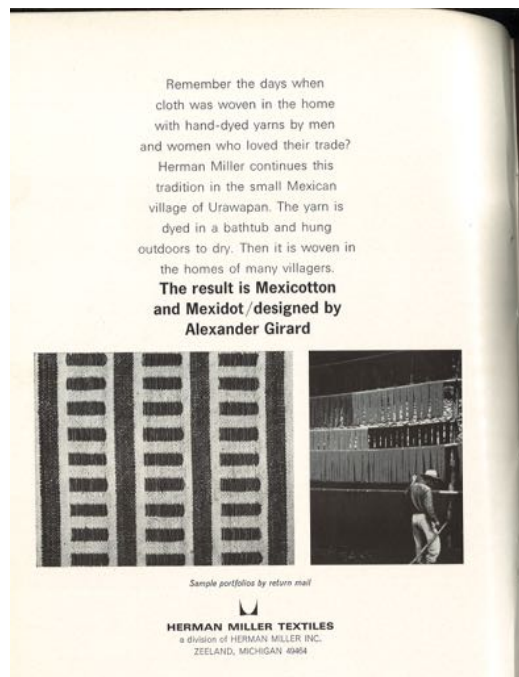 Remember the days when
cloth was woven in the home
with hand-dyed yarns by men
and women who loved their trade?
Herman Miller continues this
tradition in the small Mexican
village of Urawapan. The yarn is
dyed in a bathtub and hung
outdoors to dry. Then it is woven in
the homes of many villagers.
The result is Mexicotton
and Mexidot/designed by
Alexander Girard
Sample portfolios by return mail
HERMAN MILLER TEXTILES
a division of HERMAN MILLER INC.
ZEELAND, MICHIGAN 49464